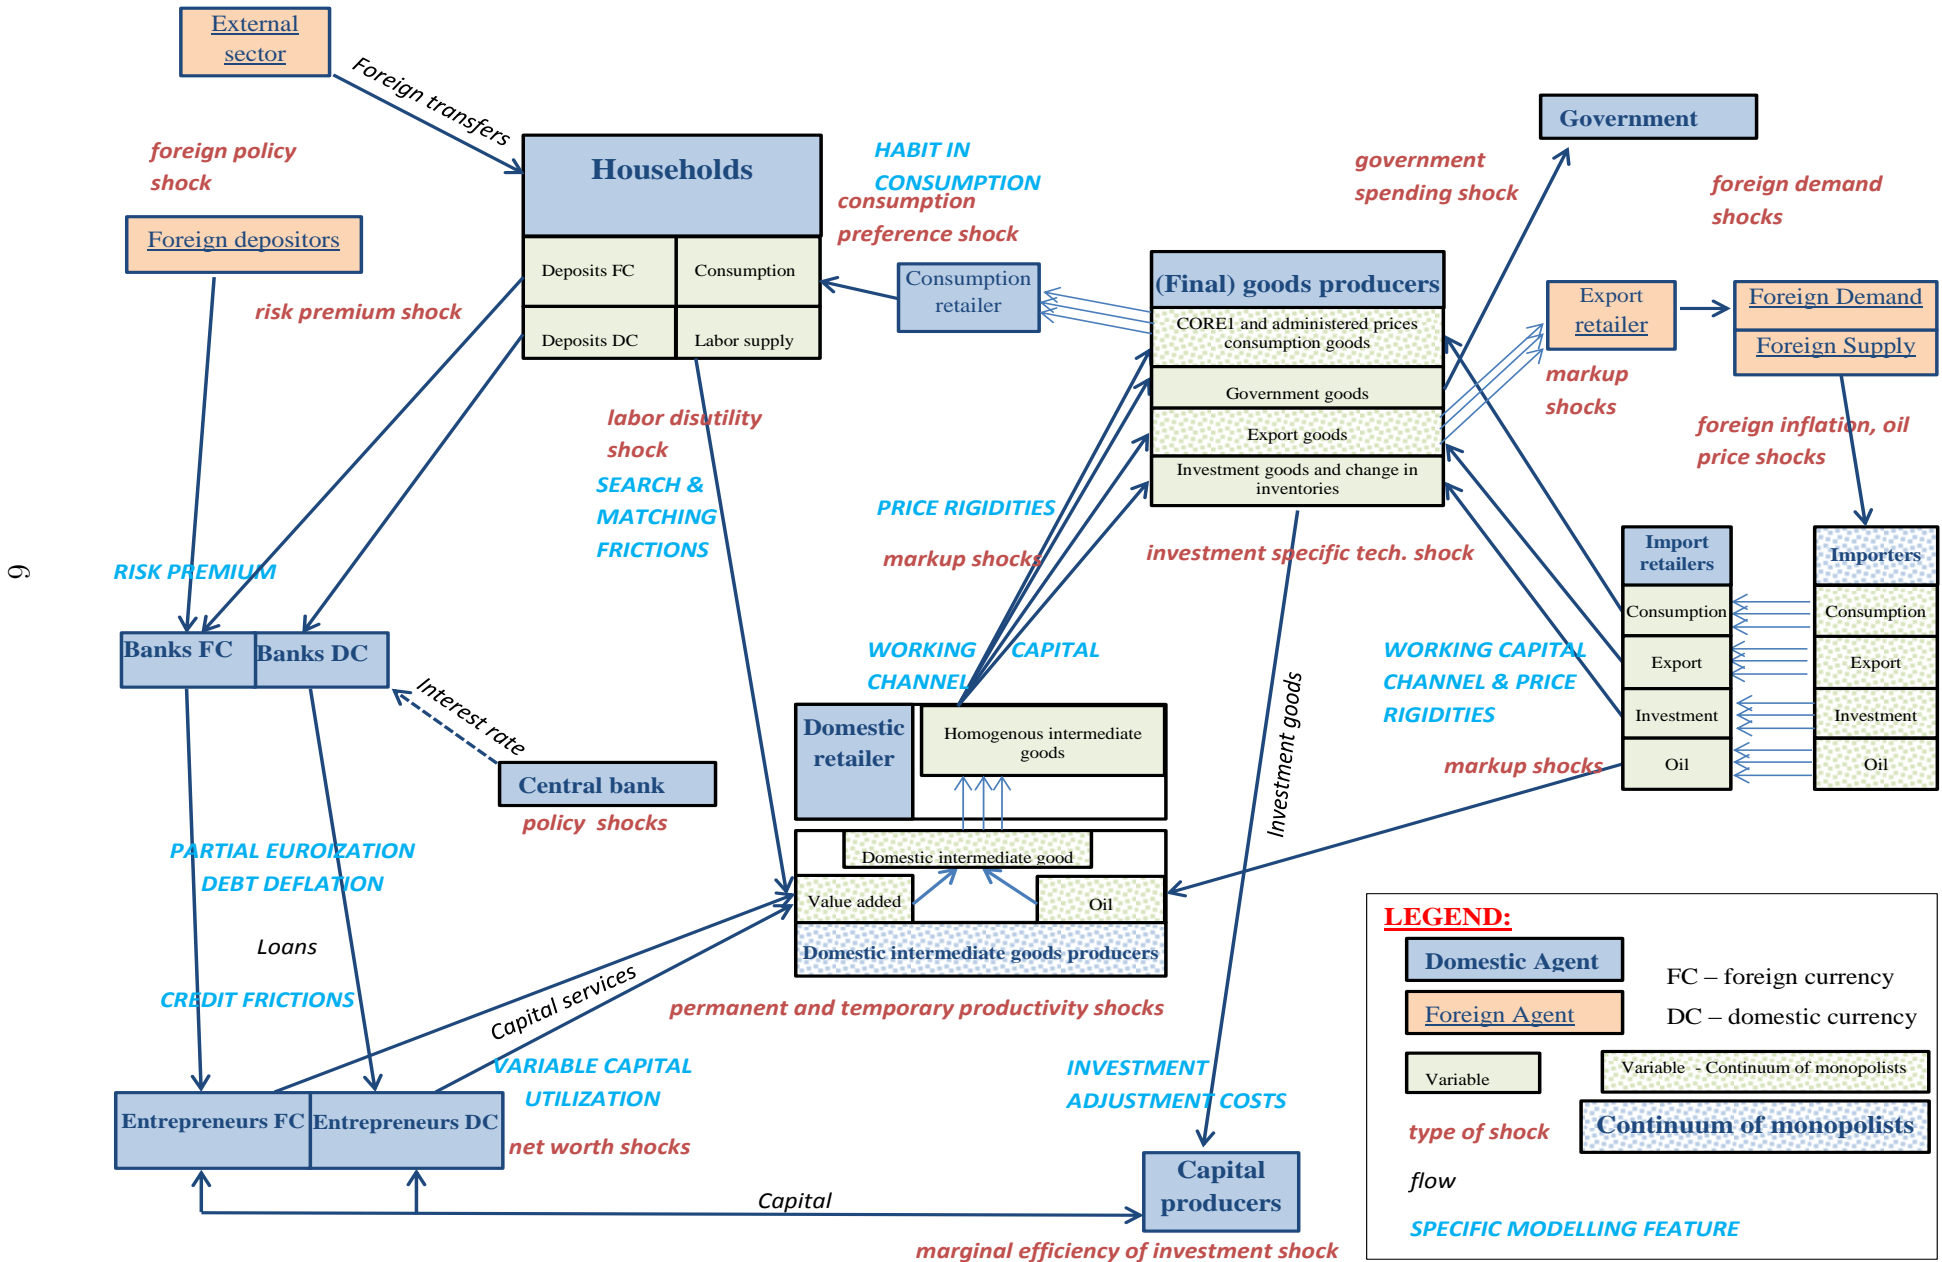 External
sector
Foreign transfers
foreign policy
shock
Foreign depositors
risk premium shock
Households
Deposits FC
Consumption
Deposits DC
Labor supply
HABIT IN
CONSUMPTION
consumption
preference shock
Consumption
retailer
government
spending shock
Government
foreign demand
shocks
(Final) goods producers
CORE1 and administered prices
consumption goods
Government goods
Export goods
Investment goods and change in
inventories
Export
retailer
Foreign Demand
Foreign Supply
markup
shocks
foreign inflation, oil
price shocks
labor disutility
shock
SEARCH &
MATCHING
FRICTIONS
PRICE RIGIDITIES
markup shocks
investment specific tech. shock
Import
retailers
Consumption
Export
Investment
Oil
Importers
Consumption
Export
Investment
Oil
6
RISK PREMIUM
Banks FC
Banks DC
Interest rate
Central bank
policy shocks
WORKING CAPITAL
CHANNEL
WORKING CAPITAL
CHANNEL & PRICE
RIGIDITIES
markup shocks
Investment goods
Domestic
retailer
Homogenous intermediate
goods
Domestic intermediate good
Value added
Oil
Domestic intermediate goods producers
permanent and temporary productivity shocks
PARTIAL EUROIZATION
DEBT DEFLATION
Loans
CREDIT FRICTIONS
Capital services
VARIABLE CAPITAL
UTILIZATION
Entrepreneurs FC
Entrepreneurs DC
net worth shocks
INVESTMENT
ADJUSTMENT COSTS
Capital
Capital
producers
marginal efficiency of investment shock
LEGEND:
Domestic Agent
FC – foreign currency
Foreign Agent
DC – domestic currency
Variable
Variable - Continuum of monopolists
type of shock
Continuum of monopolists
flow
SPECIFIC MODELLING FEATURE